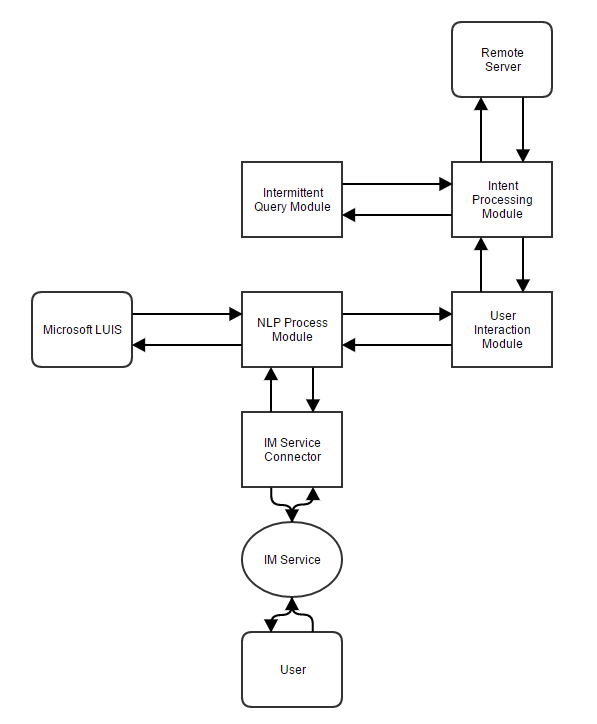 Remote
Server
Intermittent
Query Module
Intent
Processing
Module
Microsoft LUIS
NLP Process
Module
User
Interaction
Module
IM Service
Connector
IM Service
User